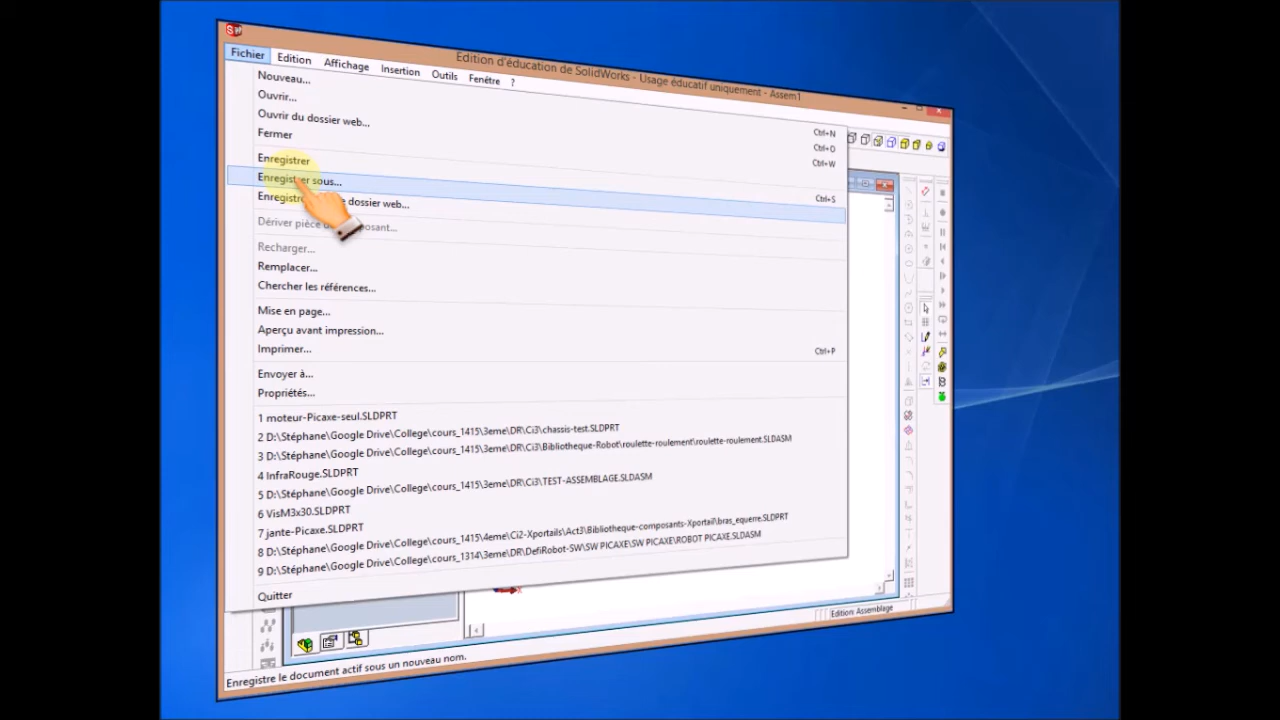 Edition d'éducation de SolidWorks - Usage éducatif uniquement - Assem1
Fichier Edition Affichage Insertion Outils Fenêtre ?
Nouveau... Ctrl+N
Ouvrir... Ctrl+O
Ouvrir du dossier web... Ctrl+W
Fermer
Enregistrer Ctrl+S
Enregistrer sous...
dossier web...
Dériver pièce
Recharger...
Remplacer...
Chercher les références...
Mise en page...
Aperçu avant impression...
Imprimer... Ctrl+P
Envoyer à...
Propriétés...
1 moteur-Picaxe-seul.SLDPRT
2 D:\Stéphane\Google Drive\College\cours_1415\3eme\DR\Ci3\chassis-test.SLDPRT
3 D:\Stéphane\Google Drive\College\cours_1415\3eme\DR\Ci3\Bibliotheque-Robot\roulette-roulement\roulette-roulement.SLDASM
4 InfraRouge.SLDPRT
5 D:\Stéphane\Google Drive\College\cours_1415\3eme\DR\Ci3\TEST-ASSEMBLAGE.SLDASM
6 VisM3x30.SLDPRT
7 jante-Picaxe.SLDPRT
8 D:\Stéphane\Google Drive\College\cours_1415\4eme\Ci2-Xportails\Act3\Bibliotheque-composants-Xportail\bras_equerre.SLDPRT
9 D:\Stéphane\Google Drive\College\cours_1314\3eme\DR\DefiRobot-SW\SW PICAXE\SW PICAXE\ROBOT PICAXE.SLDASM
Quitter
Edition: Assemblage
Enregistre le document actif sous un nouveau nom.